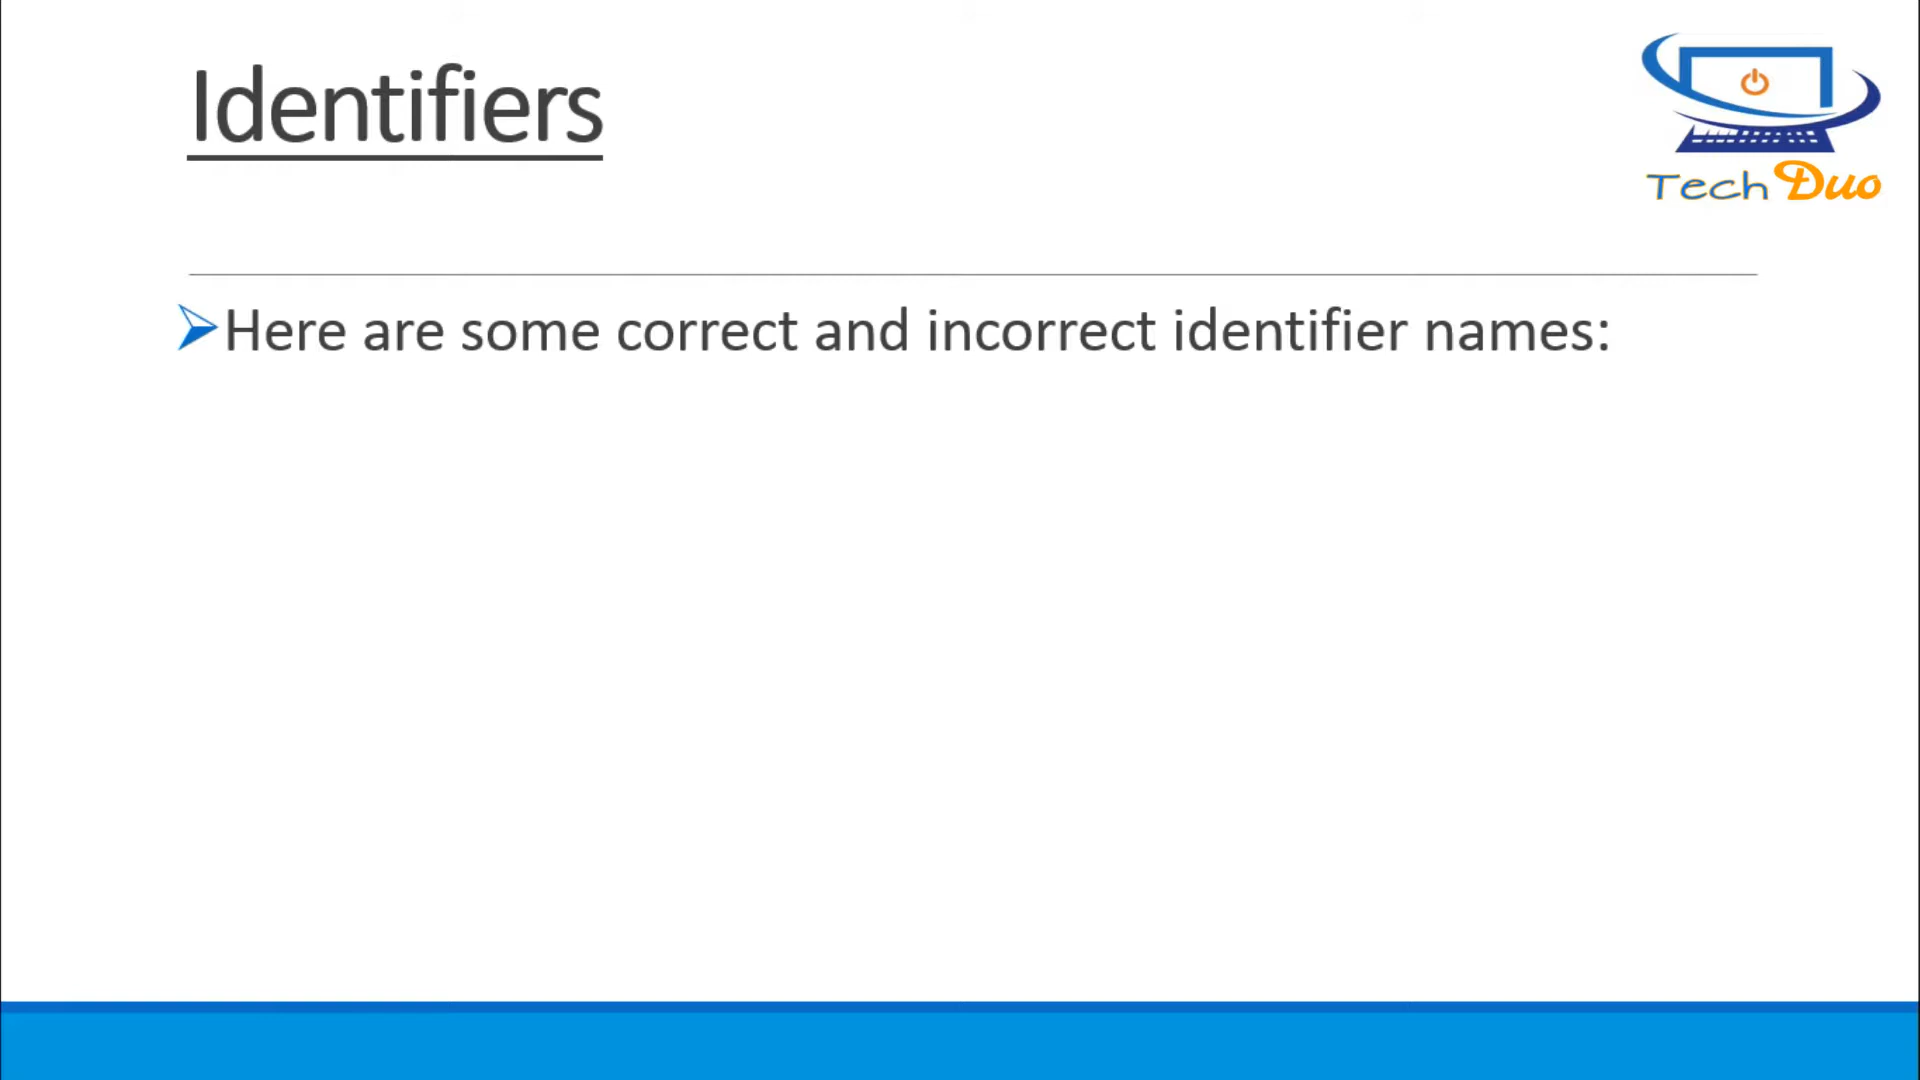 Identifiers
Tech Duo
Here are some correct and incorrect identifier names: